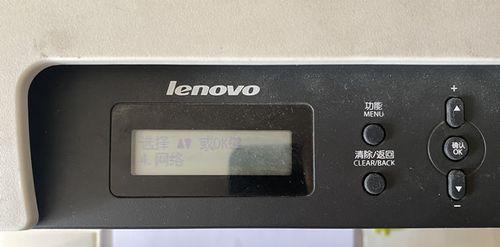 lenovo
选择 ▲▼ 或OK键
4.网络
功能
MENU
清除/返回
CLEAR/BACK
+
▲
确认
OK
▼
-